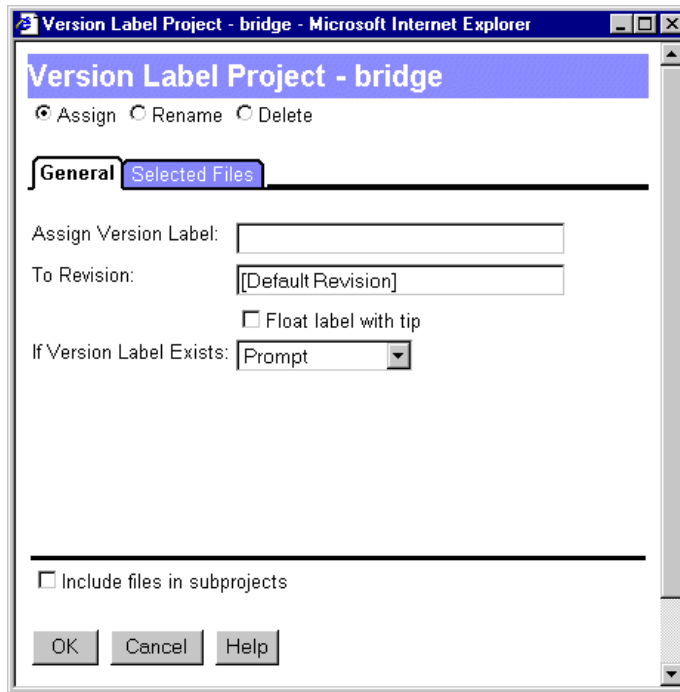 Version Label Project - bridge - Microsoft Internet Explorer
Version Label Project - bridge
Assign Rename Delete
General Selected Files
Assign Version Label:
To Revision: [Default Revision]
Float label with tip
If Version Label Exists: Prompt
Include files in subprojects
OK Cancel Help